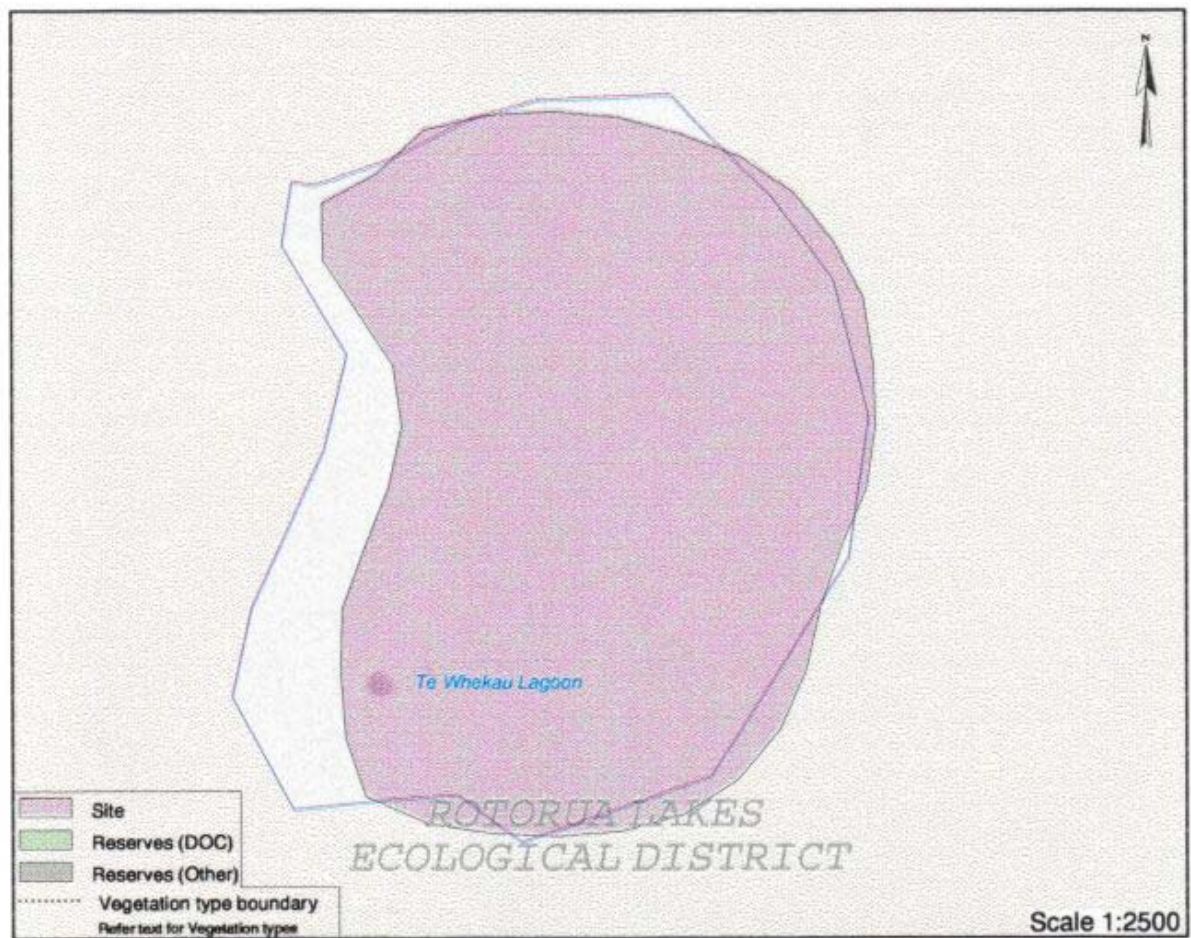 N
Te Whekau Lagoon
ROTORUA LAKES
ECOLOGICAL DISTRICT
Site
Reserves (DOC)
Reserves (Other)
Vegetation type boundary
Refer text for Vegetation types
Scale 1:2500